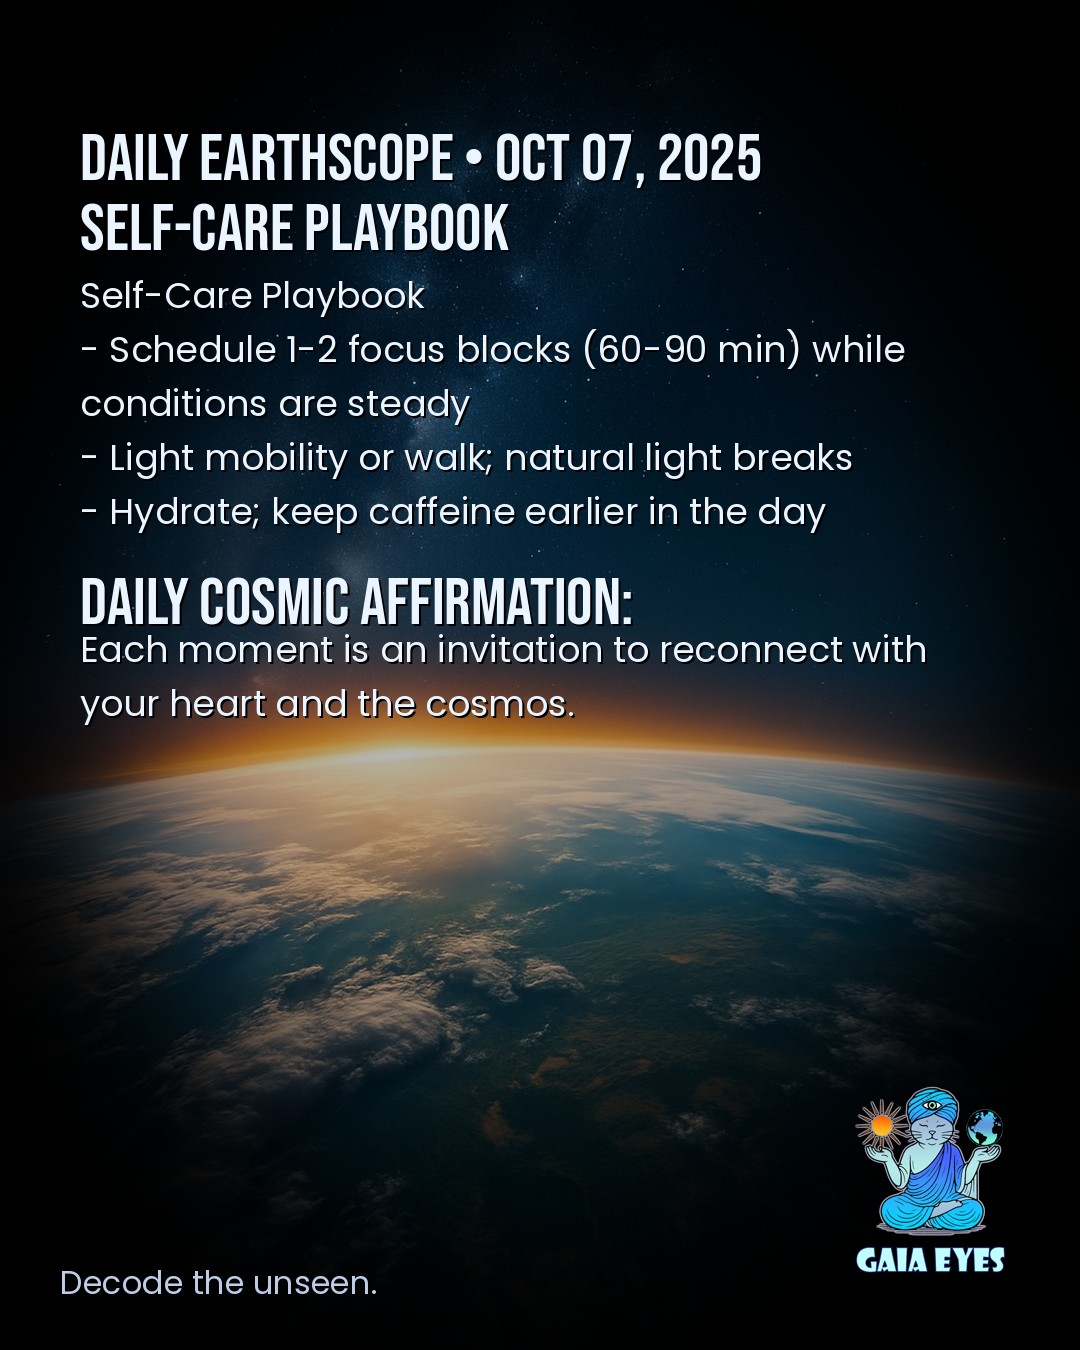 DAILY EARTHSCOPE • OCT 07, 2025
SELF-CARE PLAYBOOK
Self-Care Playbook
- Schedule 1-2 focus blocks (60-90 min) while
conditions are steady
- Light mobility or walk; natural light breaks
- Hydrate; keep caffeine earlier in the day
DAILY COSMIC AFFIRMATION:
Each moment is an invitation to reconnect with
your heart and the cosmos.
GAIA EYES
Decode the unseen.